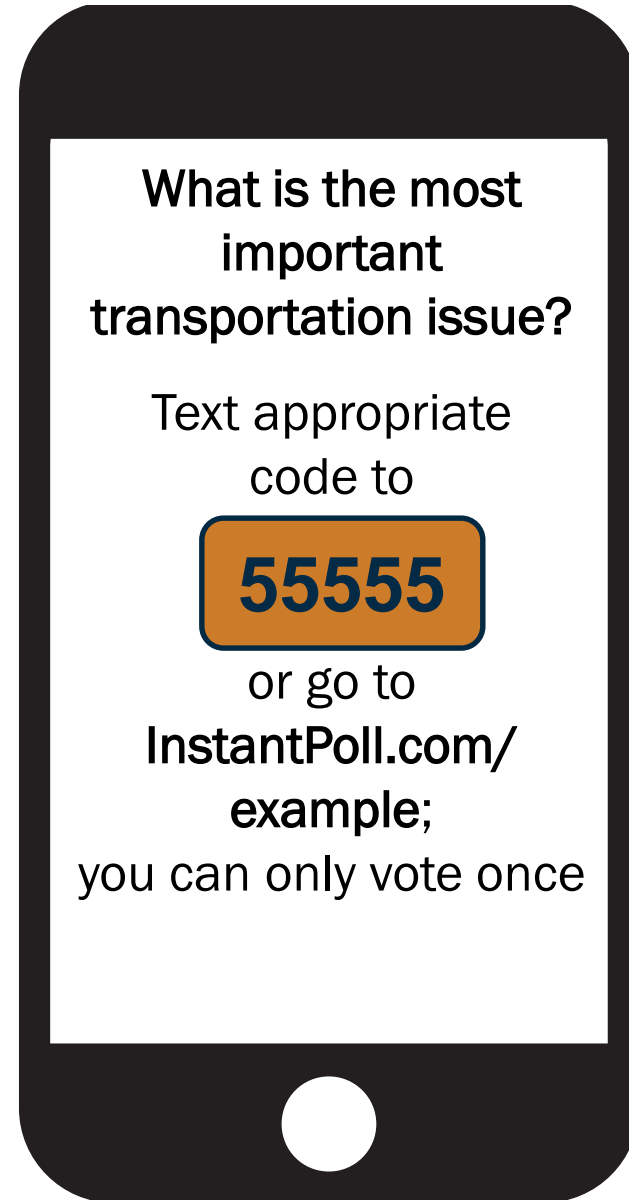 What is the most
important
transportation issue?
Text appropriate
code to
55555
or go to
InstantPoll.com/
example;
you can only vote once